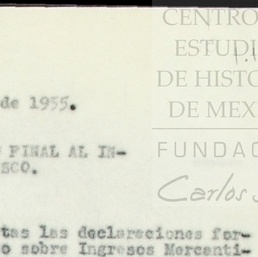 CENTRO
ESTUDI
DE HISTO
DE MEX
FUNDAC
Carlos S
de 1955.
FINAL AL IN-
SCO.
tas las declaraciones for-
o sobre Ingresos Mercanti-